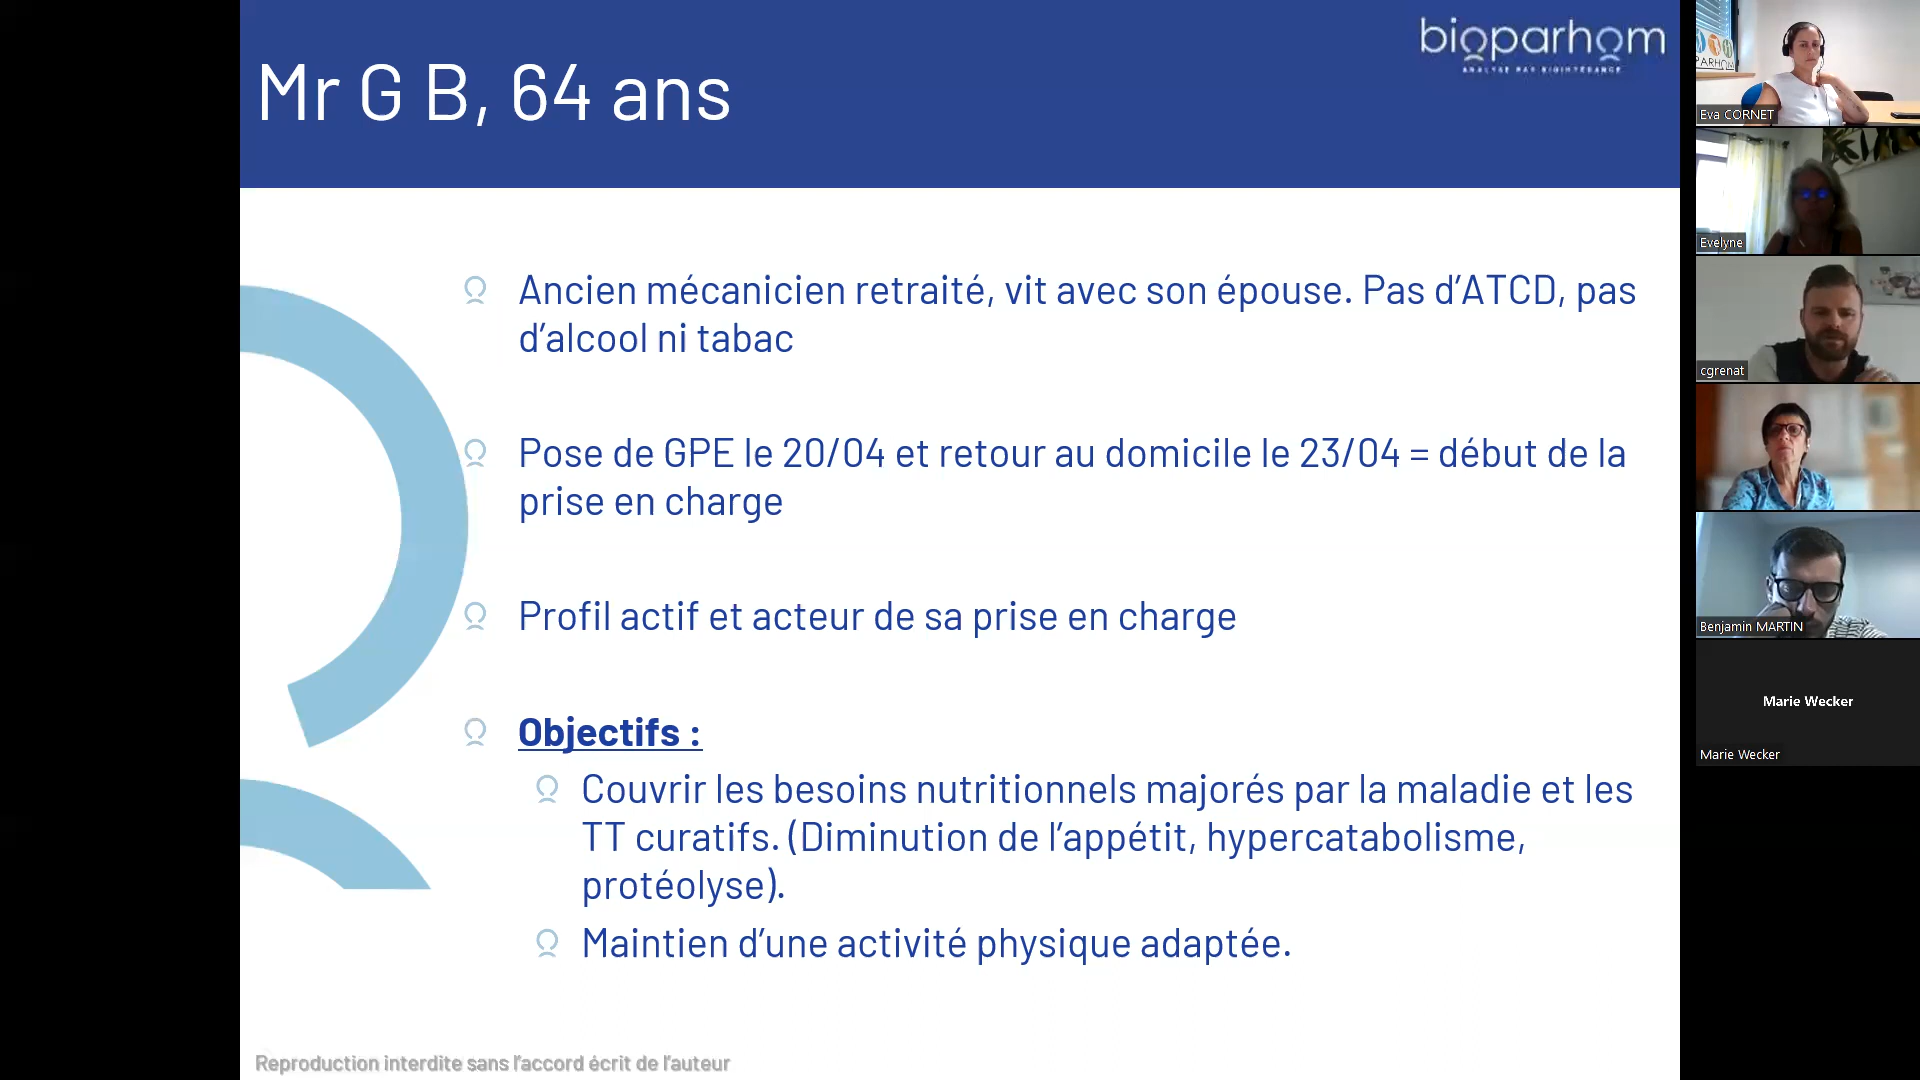 Mr G B, 64 ans
bioparhom
ANALYSE PAR BIOIMPÉDANCE
Ancien mécanicien retraité, vit avec son épouse. Pas d’ATCD, pas
d’alcool ni tabac
Pose de GPE le 20/04 et retour au domicile le 23/04 = début de la
prise en charge
Profil actif et acteur de sa prise en charge
Objectifs :
Couvrir les besoins nutritionnels majorés par la maladie et les
TT curatifs. (Diminution de l’appétit, hypercatabolisme,
protéolyse).
Maintien d’une activité physique adaptée.
Reproduction interdite sans l’accord écrit de l’auteur
PARHOM
Eva CORNET
Evelyne
cgrenat
Benjamin MARTIN
Marie Wecker
Marie Wecker